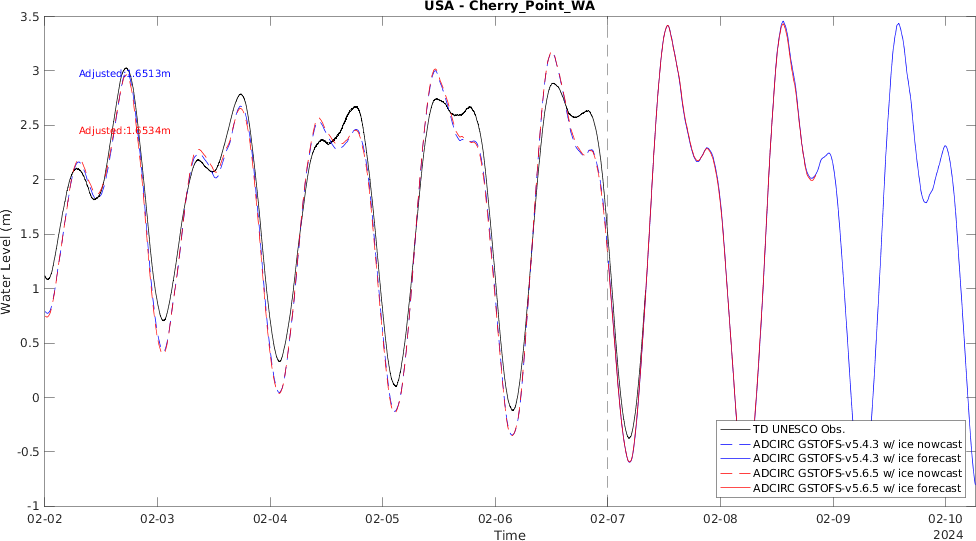 USA - Cherry_Point_WA
3.5
3
2.5
2
1.5
1
0.5
0
-0.5
-1
Water Level (m)
Adjusted:1.6513m
Adjusted:1.6534m
TD UNESCO Obs.
ADCIRC GSTOFS-v5.4.3 w/ ice nowcast
ADCIRC GSTOFS-v5.4.3 w/ ice forecast
ADCIRC GSTOFS-v5.6.5 w/ ice nowcast
ADCIRC GSTOFS-v5.6.5 w/ ice forecast
02-02 02-03 02-04 02-05 02-06 02-07 02-08 02-09 02-10
Time
2024